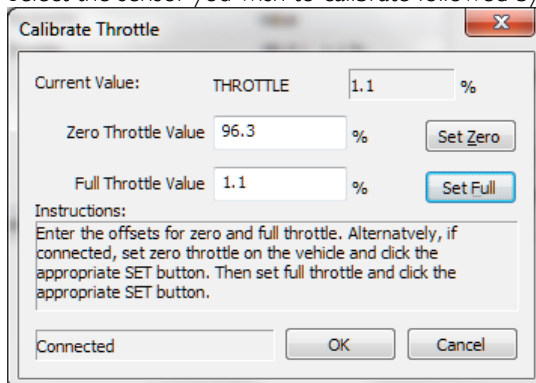 Calibrate Throttle
Current Value: THROTTLE 1.1 %
Zero Throttle Value 96.3 % Set Zero
Full Throttle Value 1.1 % Set Full
Instructions:
Enter the offsets for zero and full throttle. Alternatvely, if
connected, set zero throttle on the vehicle and click the
appropriate SET button. Then set full throttle and click the
appropriate SET button.
Connected OK Cancel